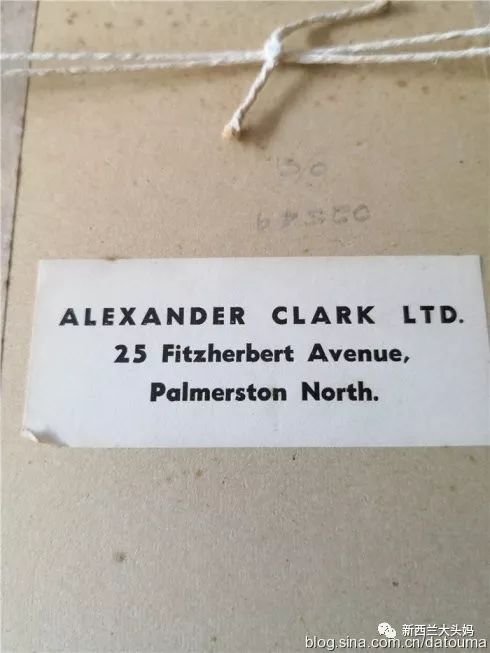 ALEXANDER CLARK LTD.
25 Fitzherbert Avenue,
Palmerston North.
新西兰大头妈
blog.sina.com.cn/datouma